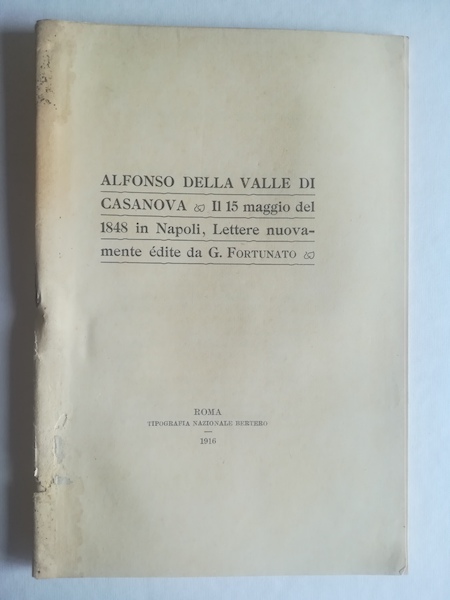 ALFONSO DELLA VALLE DI
CASANOVA Il 15 maggio del
1848 in Napoli, Lettere nuova-
mente édite da G. FORTUNATO
ROMA
TIPOGRAFIA NAZIONALE BERTERO
1916